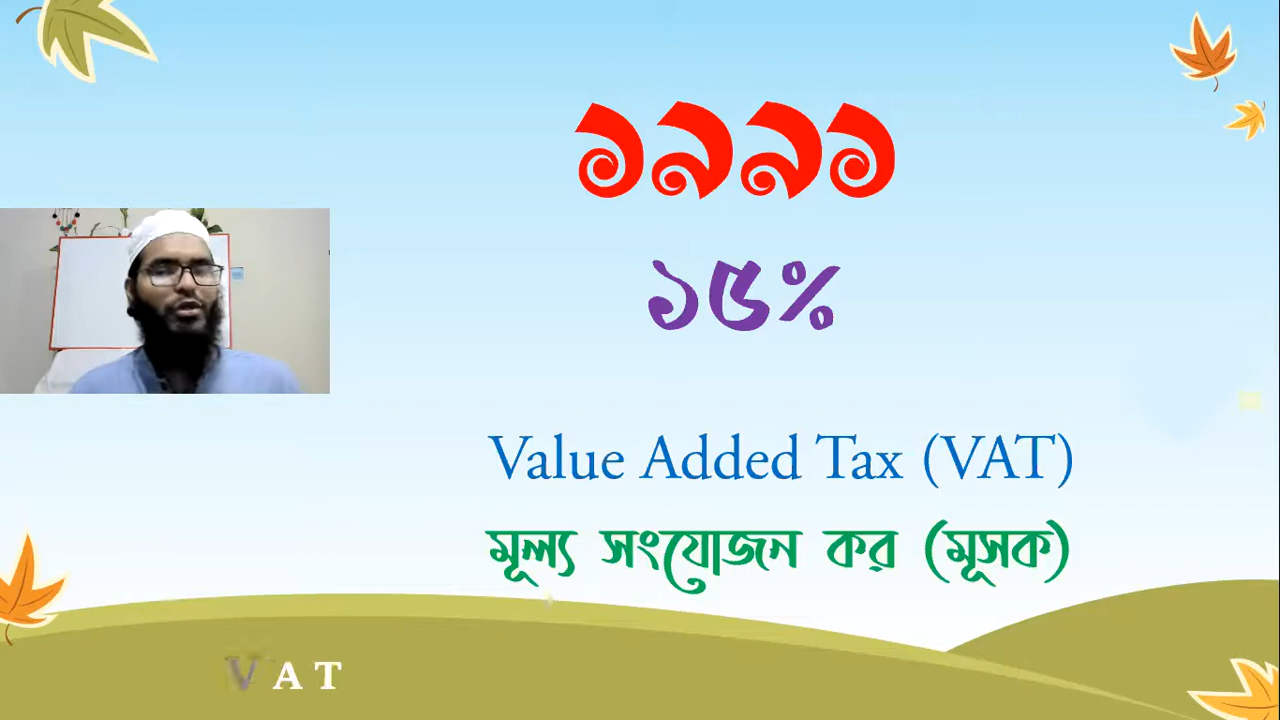 ১৯৯১
১৫%
Value Added Tax (VAT)
মূল্য সংযোজন কর (মূসক)
VAT